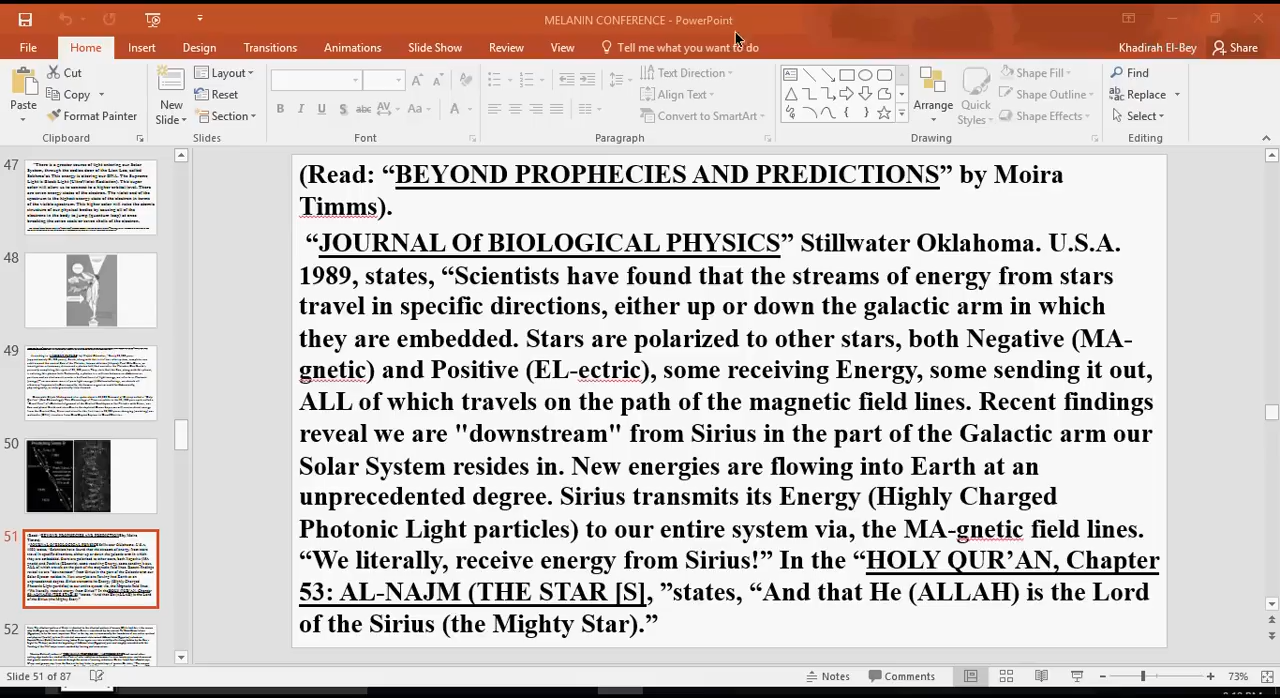 MELANIN CONFERENCE - PowerPoint
File Home Insert Design Transitions Animations Slide Show Review View Tell me what you want to do Khadirah El-Bey Share
Paste Cut Copy Format Painter
New Slide Layout Reset Section
B I U S abc AV Aa A
Text Direction Align Text Convert to SmartArt
Arrange Quick Styles Shape Fill Shape Outline Shape Effects
Find Replace Select
Clipboard Slides Font Paragraph Drawing Editing
47
48
49
50
51
52
(Read: “BEYOND PROPHECIES AND PREDICTIONS” by Moira
Timms).
“JOURNAL Of BIOLOGICAL PHYSICS” Stillwater Oklahoma. U.S.A.
1989, states, “Scientists have found that the streams of energy from stars
travel in specific directions, either up or down the galactic arm in which
they are embedded. Stars are polarized to other stars, both Negative (MA-
gnetic) and Positive (EL-ectric), some receiving Energy, some sending it out,
ALL of which travels on the path of the magnetic field lines. Recent findings
reveal we are "downstream" from Sirius in the part of the Galactic arm our
Solar System resides in. New energies are flowing into Earth at an
unprecedented degree. Sirius transmits its Energy (Highly Charged
Photonic Light particles) to our entire system via, the MA-gnetic field lines.
“We literally, receive energy from Sirius!” In the “HOLY QUR’AN, Chapter
53: AL-NAJM (THE STAR [S], ”states, “And that He (ALLAH) is the Lord
of the Sirius (the Mighty Star).”
Slide 51 of 87 Notes Comments 73%